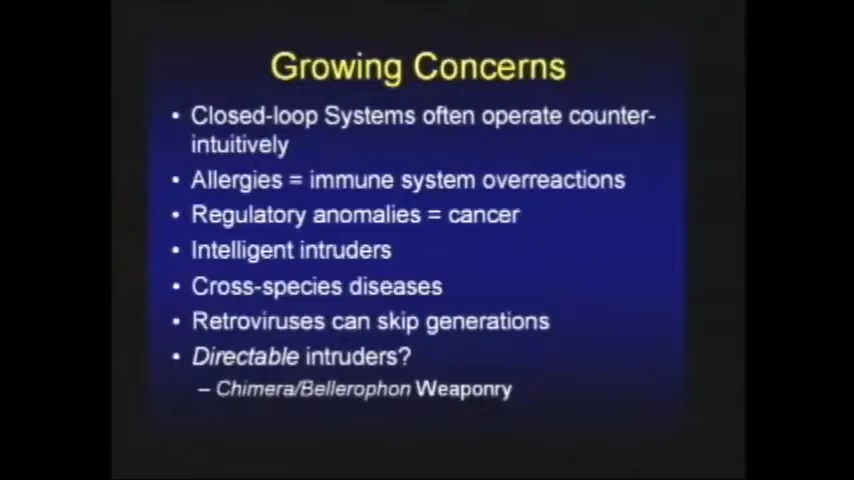 Growing Concerns
• Closed-loop Systems often operate counter-
intuitively
• Allergies = immune system overreactions
• Regulatory anomalies = cancer
• Intelligent intruders
• Cross-species diseases
• Retroviruses can skip generations
• Directable intruders?
– Chimera/Bellerophon Weaponry